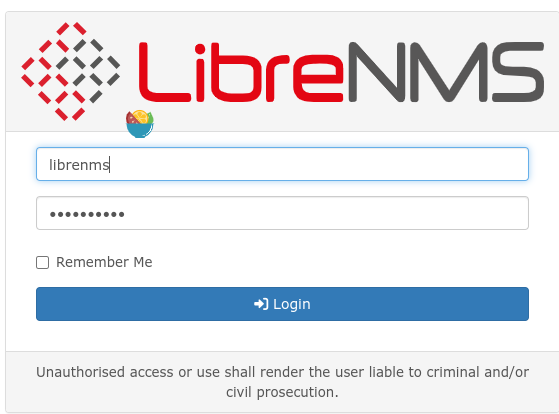 LibreNMS
librenms
••••••••••
Remember Me
Login
Unauthorised access or use shall render the user liable to criminal and/or
civil prosecution.